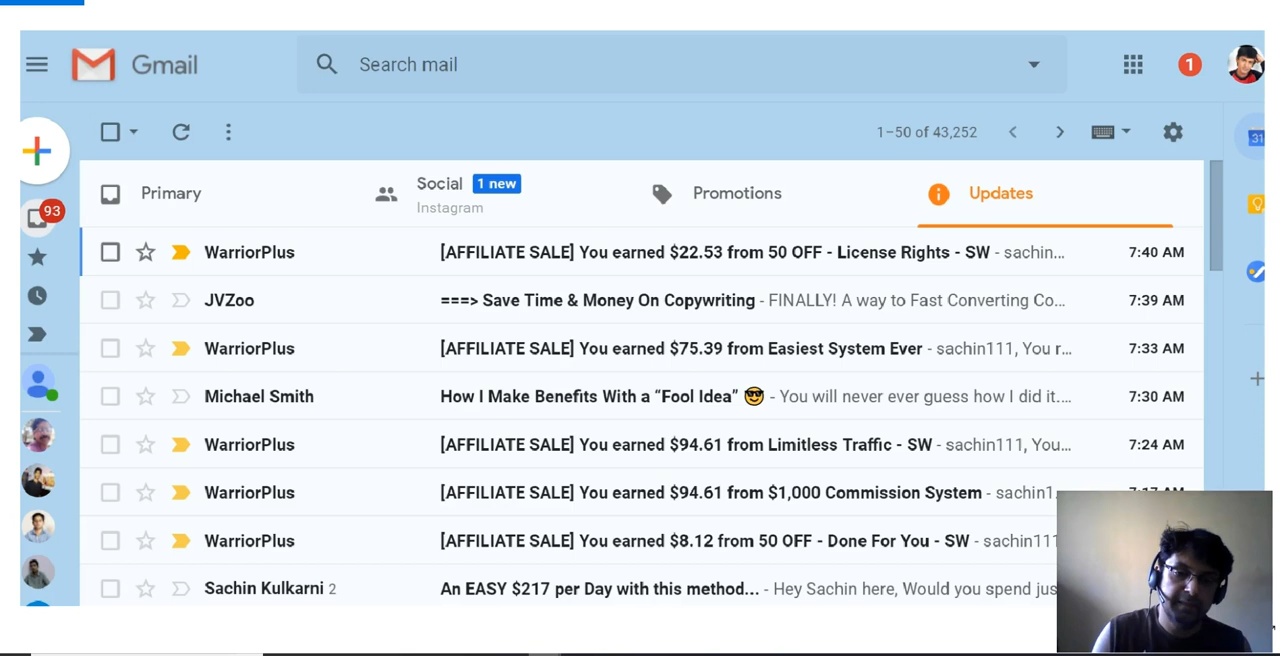 Gmail
Search mail
1
1–50 of 43,252
31
Primary
Social 1 new
Instagram
Promotions
Updates
93
WarriorPlus [AFFILIATE SALE] You earned $22.53 from 50 OFF - License Rights - SW - sachin... 7:40 AM
JVZoo ===> Save Time & Money On Copywriting - FINALLY! A way to Fast Converting Co... 7:39 AM
WarriorPlus [AFFILIATE SALE] You earned $75.39 from Easiest System Ever - sachin111, You r... 7:33 AM
Michael Smith How I Make Benefits With a “Fool Idea” 😎 - You will never ever guess how I did it.... 7:30 AM
WarriorPlus [AFFILIATE SALE] You earned $94.61 from Limitless Traffic - SW - sachin111, You... 7:24 AM
WarriorPlus [AFFILIATE SALE] You earned $94.61 from $1,000 Commission System - sachin1
WarriorPlus [AFFILIATE SALE] You earned $8.12 from 50 OFF - Done For You - SW - sachin111
Sachin Kulkarni 2 An EASY $217 per Day with this method... - Hey Sachin here, Would you spend jus